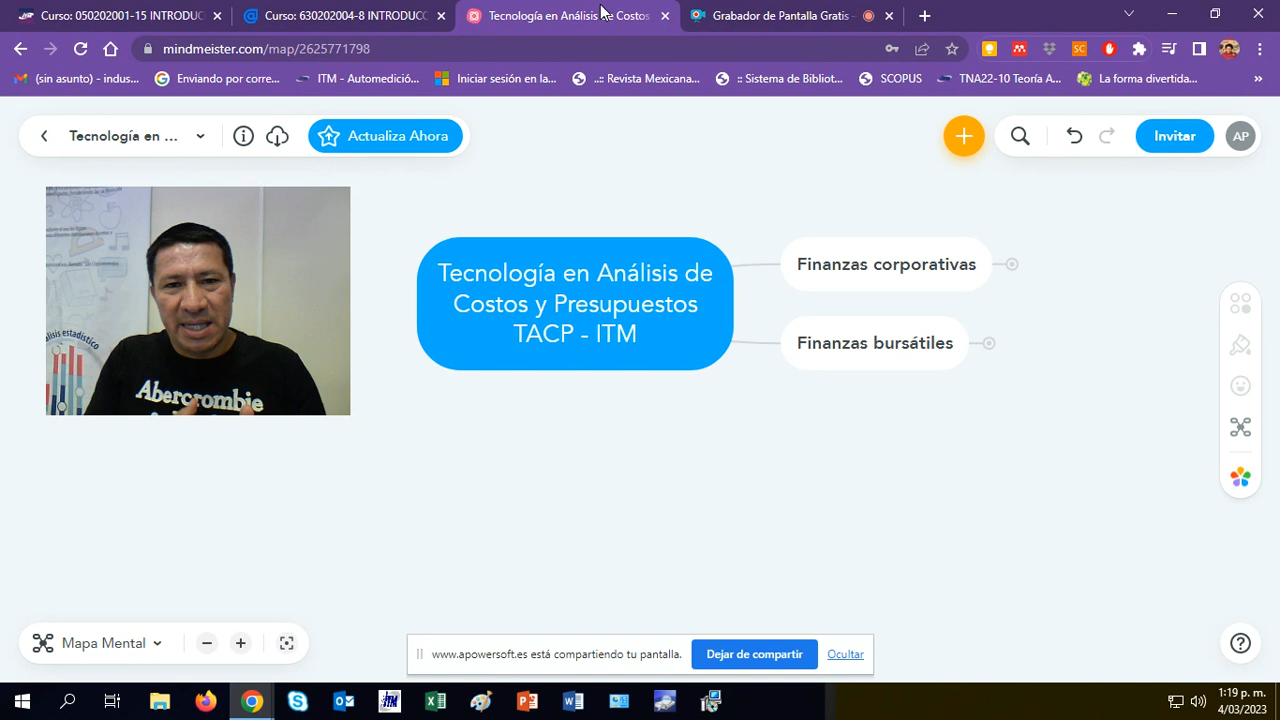 Curso: 050202001-15 INTRODUC
Curso: 630202004-8 INTRODUCC
Tecnología en Análisis de Costos
Grabador de Pantalla Gratis -
mindmeister.com/map/2625771798
(sin asunto) - indus...
Enviando por corre...
ITM - Automedició...
Iniciar sesión en la...
..:: Revista Mexicana...
:: Sistema de Bibliot...
SCOPUS
TNA22-10 Teoría A...
La forma divertida...
»
Tecnología en ...
Actualiza Ahora
Invitar
AP
Tecnología en Análisis de
Costos y Presupuestos
TACP - ITM
Finanzas corporativas
Finanzas bursátiles
álisis estadístico
Abercrombie
Mapa Mental
www.apowersoft.es está compartiendo tu pantalla.
Dejar de compartir
Ocultar
1:19 p. m.
4/03/2023